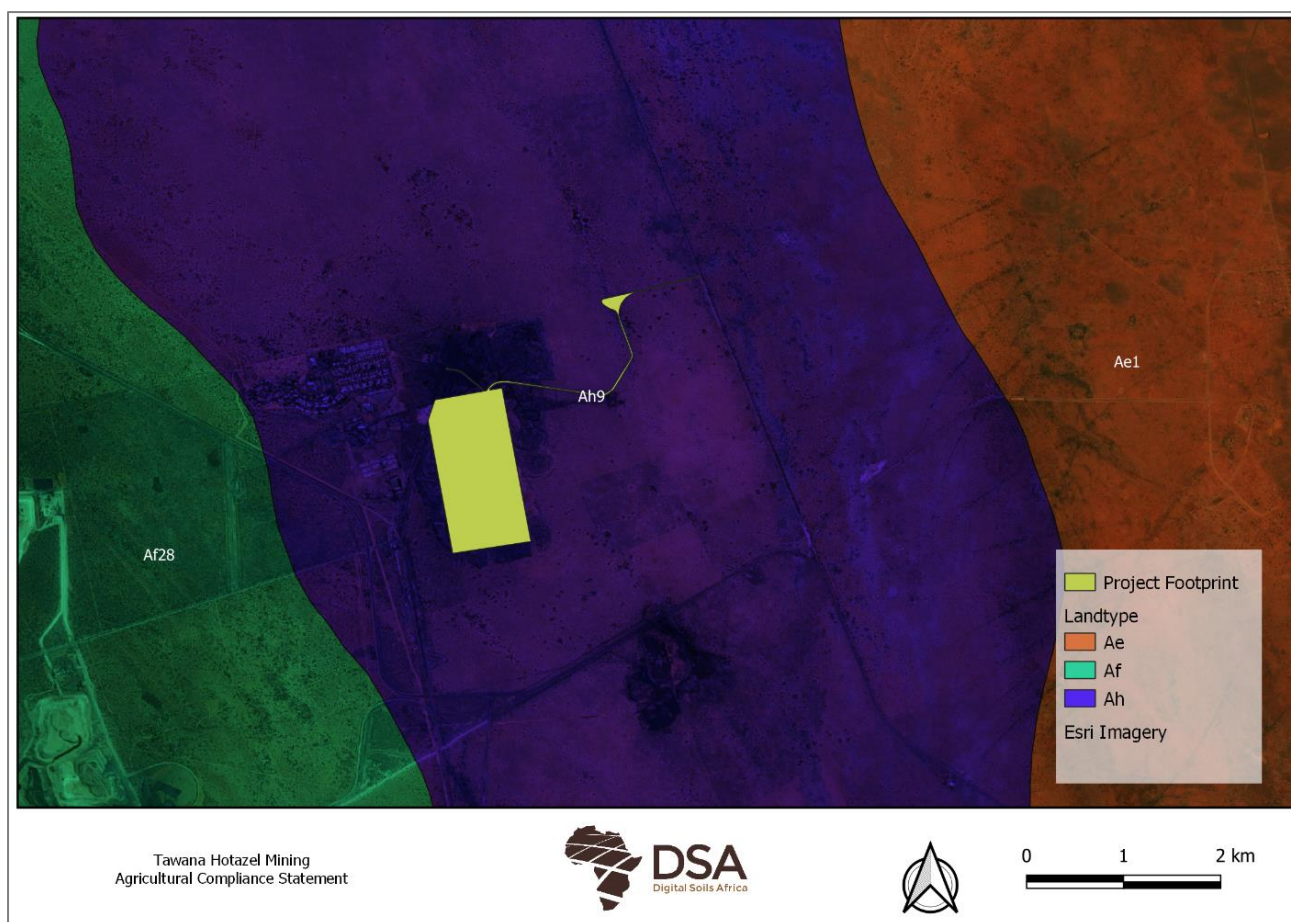 Ae1
Ah9
Af28
Project Footprint
Landtype
Ae
Af
Ah
Esri Imagery
Tawana Hotazel Mining
Agricultural Compliance Statement
DSA
Digital Soils Africa
0 1 2 km